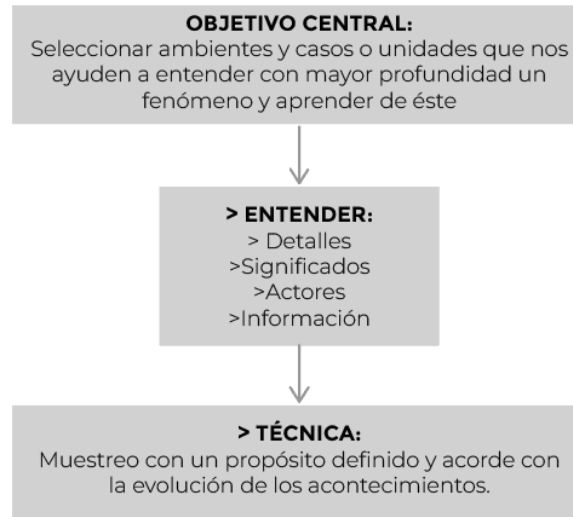 OBJETIVO CENTRAL:
Seleccionar ambientes y casos o unidades que nos
ayuden a entender con mayor profundidad un
fenómeno y aprender de éste
> ENTENDER:
> Detalles
>Significados
>Actores
>Información
> TÉCNICA:
Muestreo con un propósito definido y acorde con
la evolución de los acontecimientos.